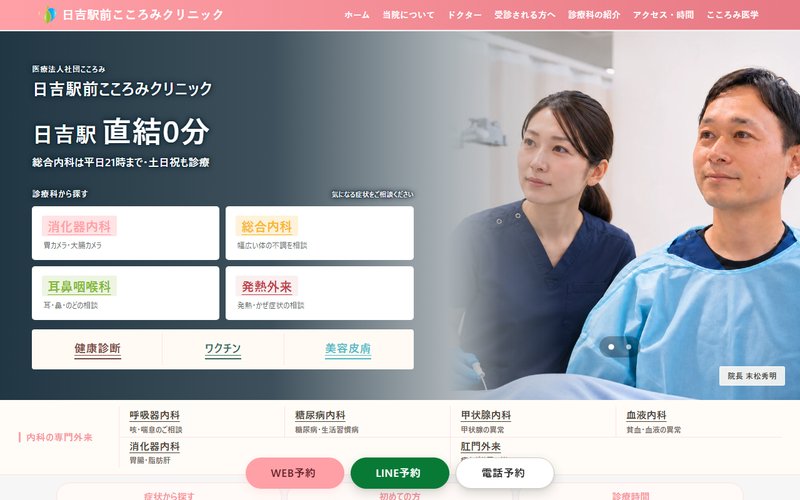 日吉駅前こころみクリニック
ホーム 当院について ドクター 受診される方へ 診療科の紹介 アクセス・時間 こころみ医学
医療法人社団こころみ
日吉駅前こころみクリニック
日吉駅 直結0分
総合内科は平日21時まで・土日祝も診療
診療科から探す 気になる症状をご相談ください
消化器内科 総合内科
胃カメラ・大腸カメラ 幅広い体の不調を相談
耳鼻咽喉科 発熱外来
耳・鼻・のどの相談 発熱・かぜ症状の相談
健康診断 ワクチン 美容皮膚
院長 末松秀明
内科の専門外来
呼吸器内科 糖尿病内科 甲状腺内科 血液内科
咳・喘息のご相談 糖尿病・生活習慣病 甲状腺の異常 貧血・血液の異常
消化器内科 肛門外来
胃腸・脂肪肝
WEB予約 LINE予約 電話予約
症状から探す 初めての方 診療時間